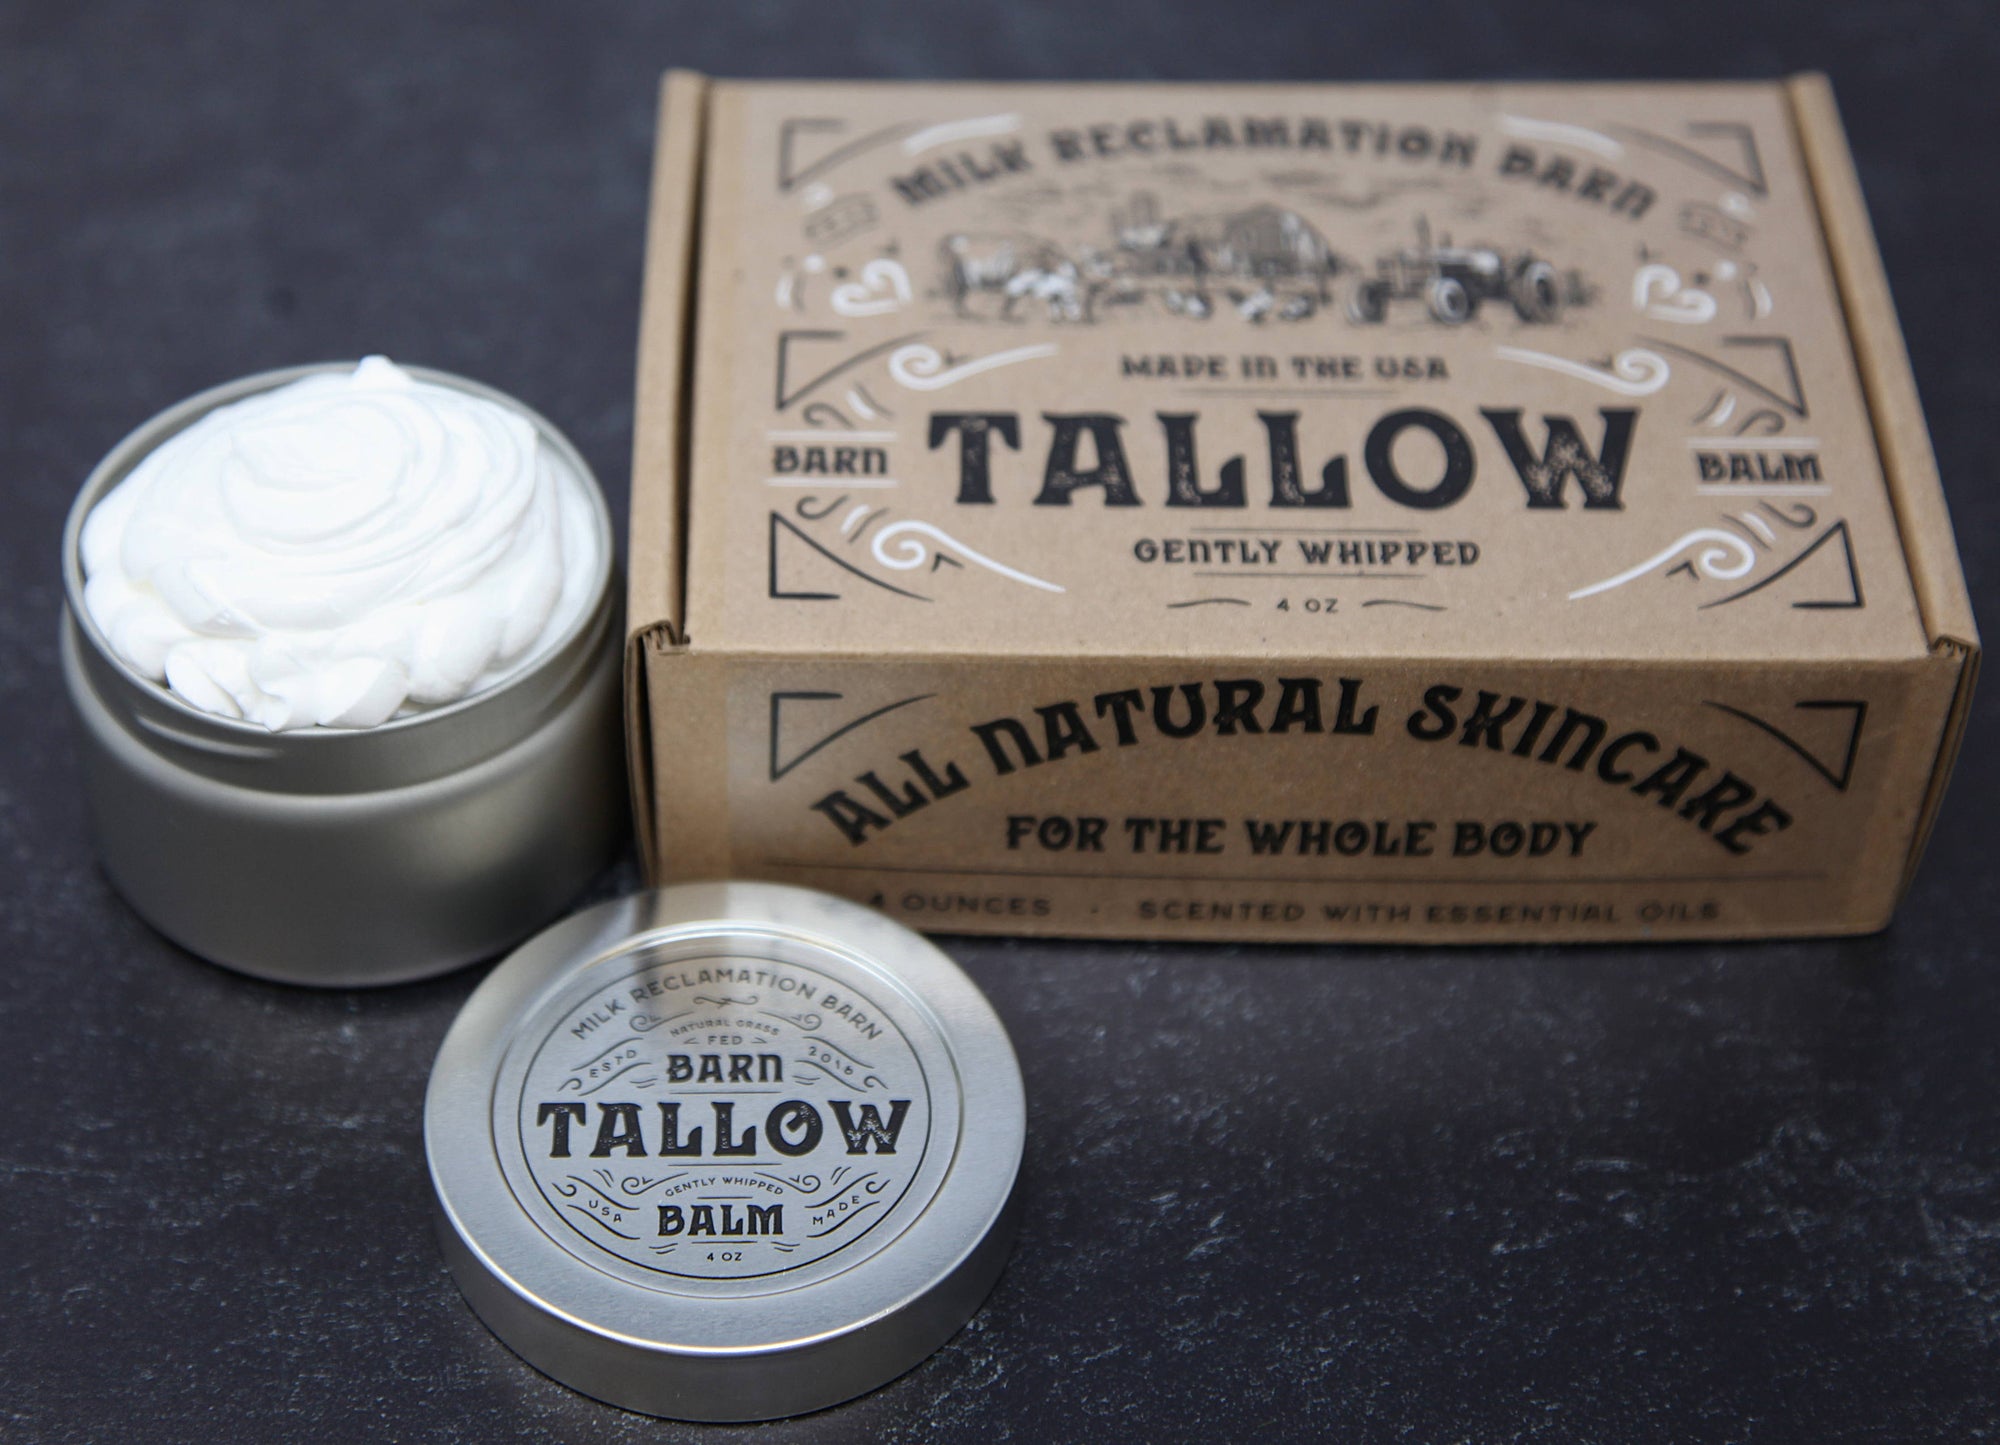 MILK RECLAMATION BARN
MADE IN THE USA
BARN TALLOW BALM
GENTLY WHIPPED
4 OZ
ALL NATURAL SKINCARE
FOR THE WHOLE BODY
4 OUNCES · SCENTED WITH ESSENTIAL OILS
MILK RECLAMATION BARN
NATURAL GRASS
FED
ESTD BARN 2016
TALLOW
GENTLY WHIPPED
USA BALM MADE
4 OZ